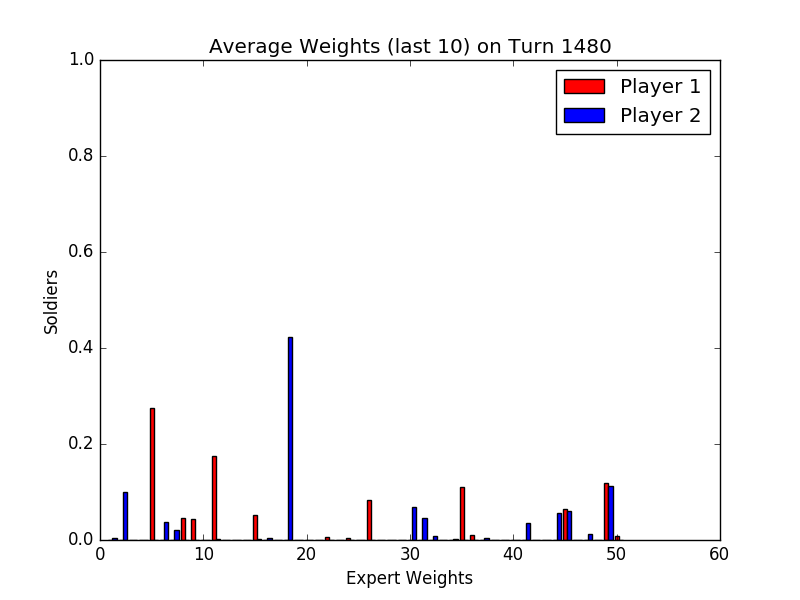 Average Weights (last 10) on Turn 1480
1.0
0.8
0.6
0.4
0.2
0.0
Soldiers
0 10 20 30 40 50 60
Expert Weights
Player 1
Player 2